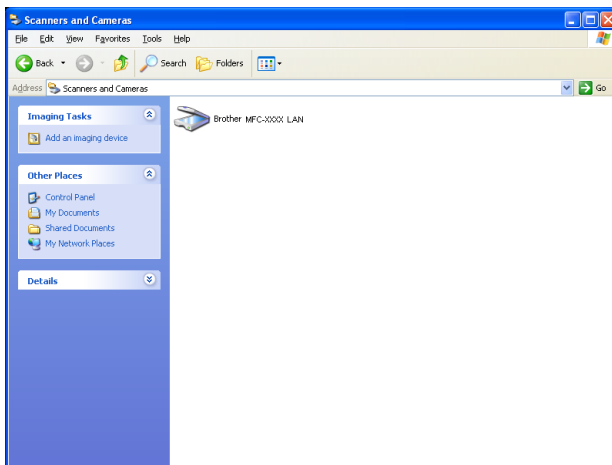 Scanners and Cameras
File Edit View Favorites Tools Help
Back Search Folders
Address Scanners and Cameras Go
Imaging Tasks
Add an imaging device
Other Places
Control Panel
My Documents
Shared Documents
My Network Places
Details
Brother MFC-XXXX LAN